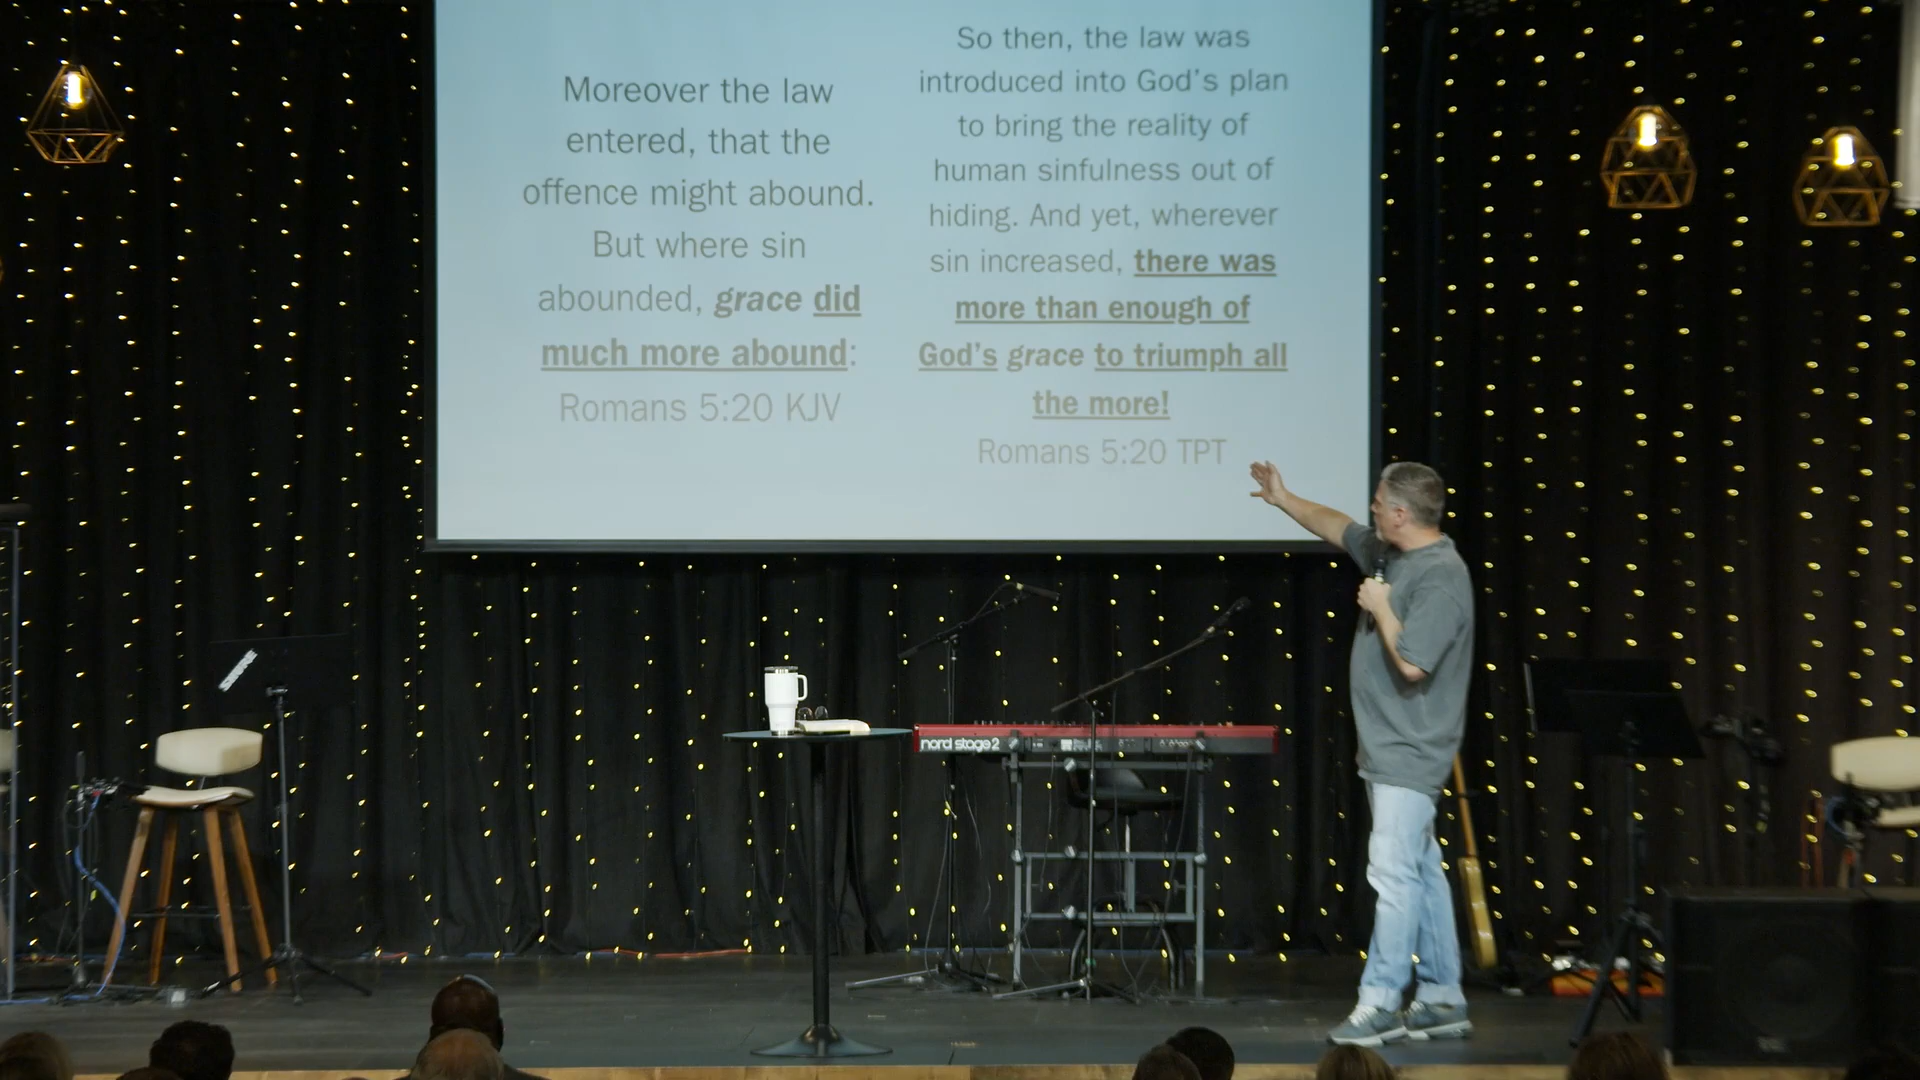 Moreover the law
entered, that the
offence might abound.
But where sin
abounded, grace did
much more abound:
Romans 5:20 KJV
So then, the law was
introduced into God's plan
to bring the reality of
human sinfulness out of
hiding. And yet, wherever
sin increased, there was
more than enough of
God's grace to triumph all
the more!
Romans 5:20 TPT
nord stage 2